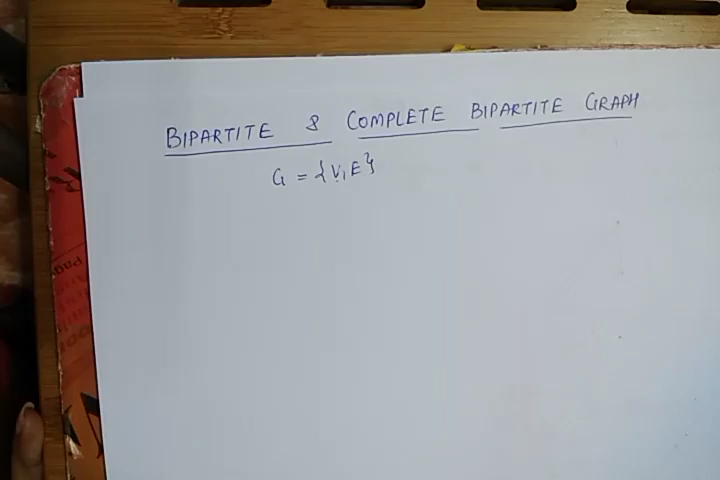 BIPARTITE & COMPLETE BIPARTITE GRAPH
G = {V, E}